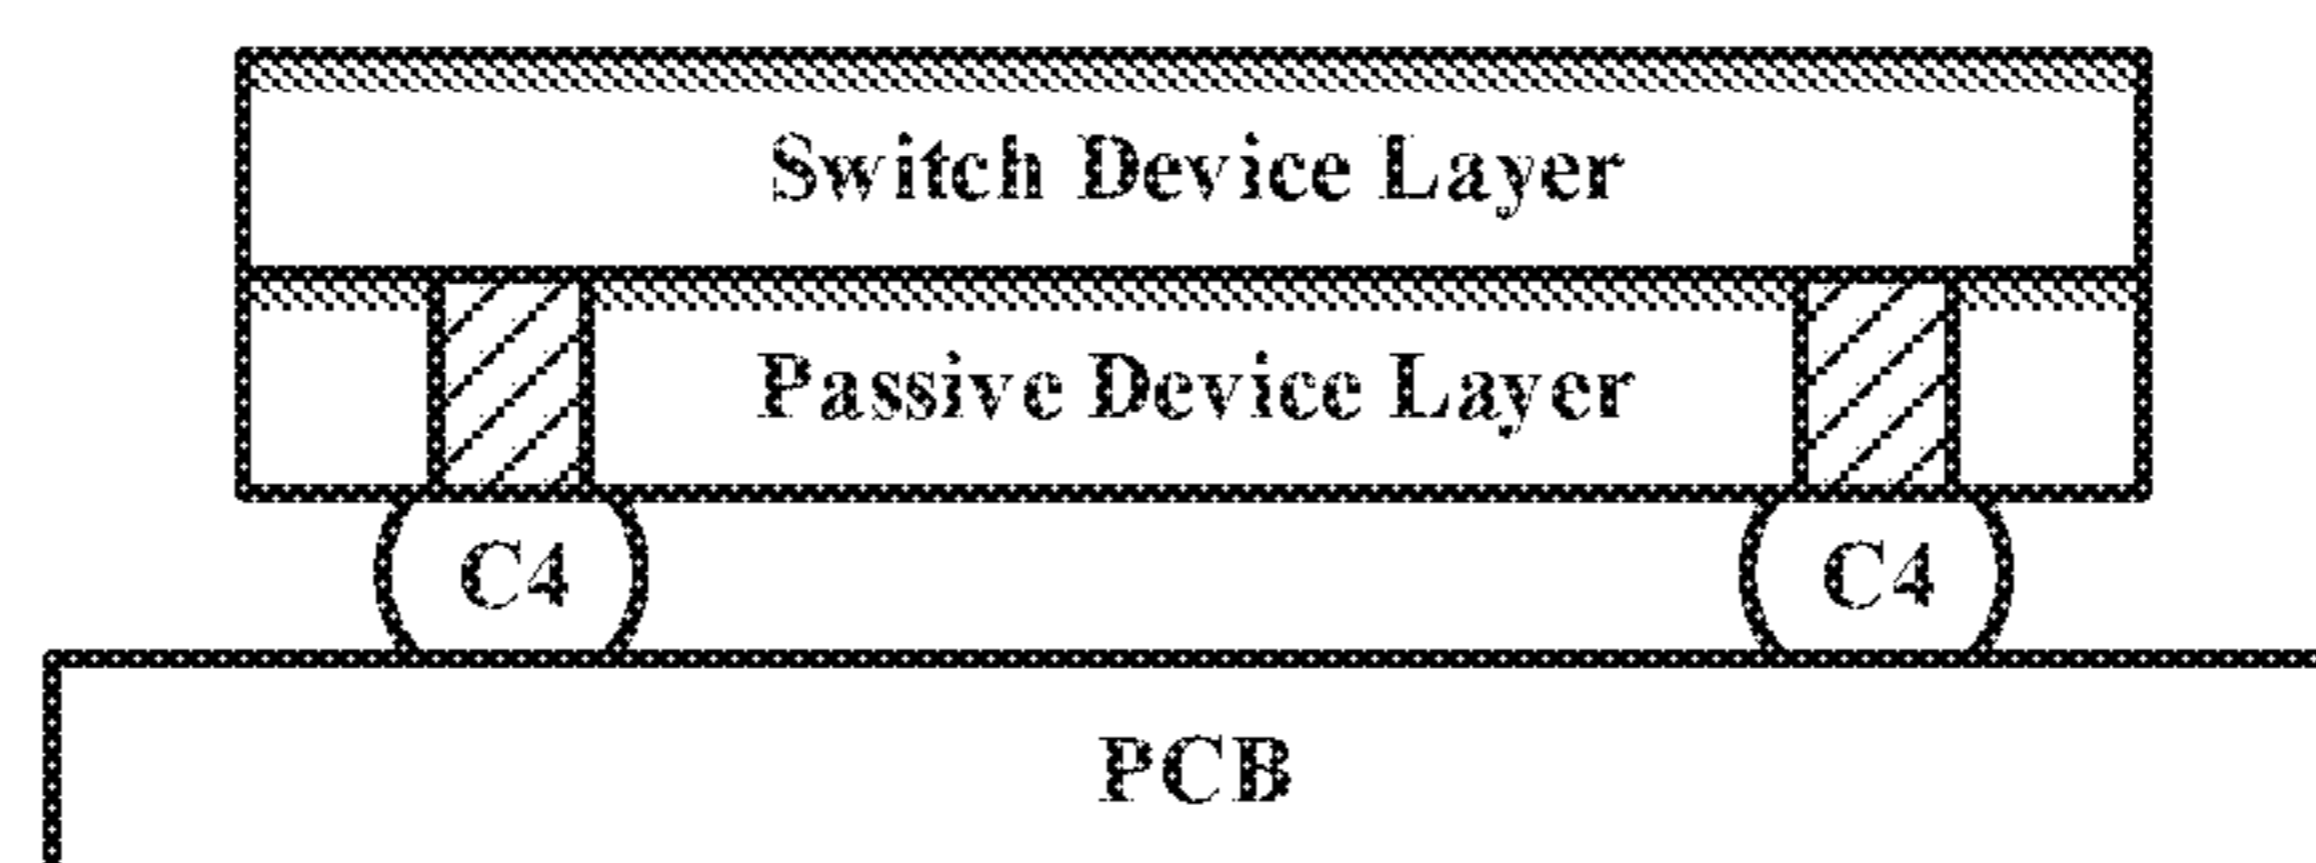 Switch Device Layer
Passive Device Layer
C4 C4
PCB